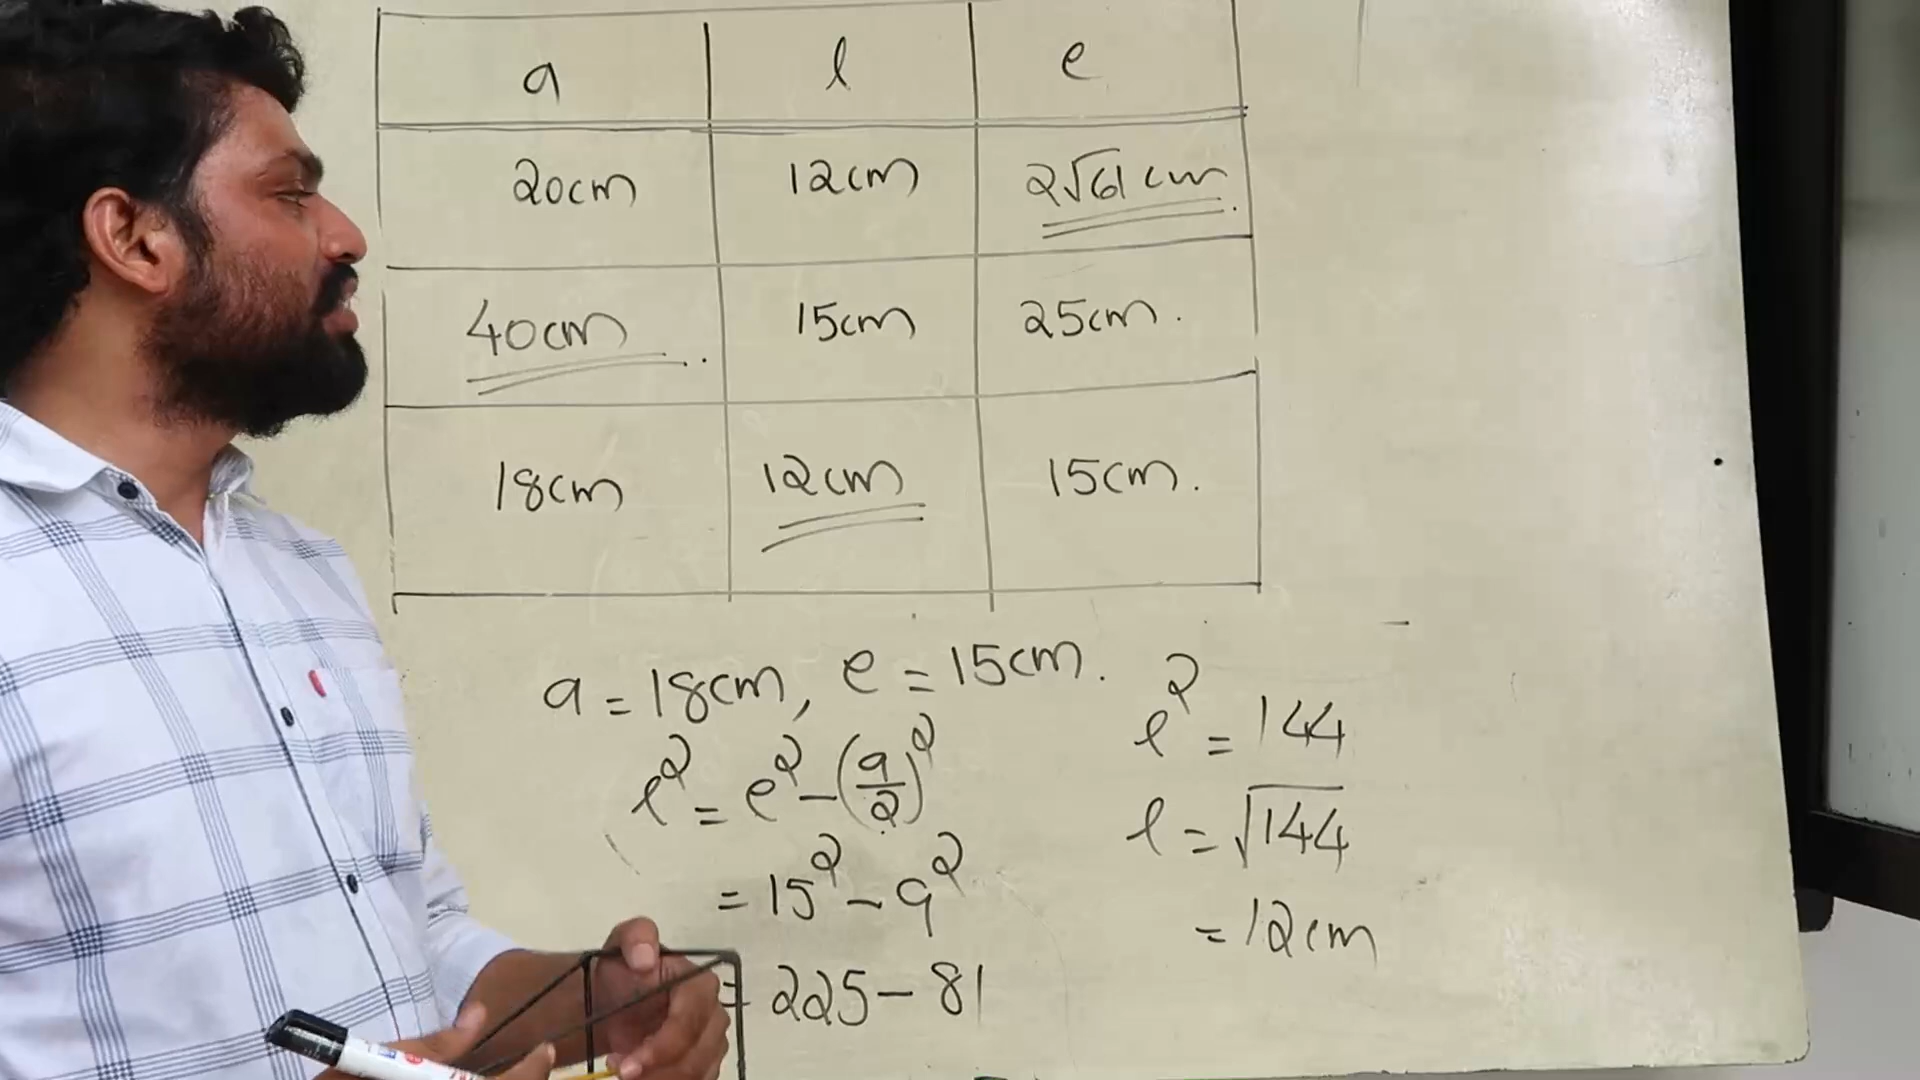 a l e
20cm 12cm 2√61 cm.
40cm. 15cm 25cm.
18cm 12cm 15cm.
a = 18cm, e = 15cm.
l² = e² - (a/2)²
= 15² - 9²
= 225 - 81
l² = 144
l = √144
= 12cm